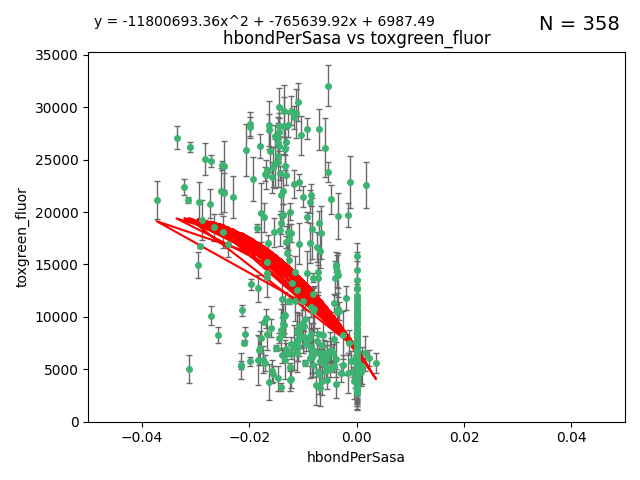 y = -11800693.36x^2 + -765639.92x + 6987.49
N = 358
hbondPerSasa vs toxgreen_fluor
35000
30000
25000
20000
15000
10000
5000
0
toxgreen_fluor
−0.04
−0.02
0.00
0.02
0.04
hbondPerSasa